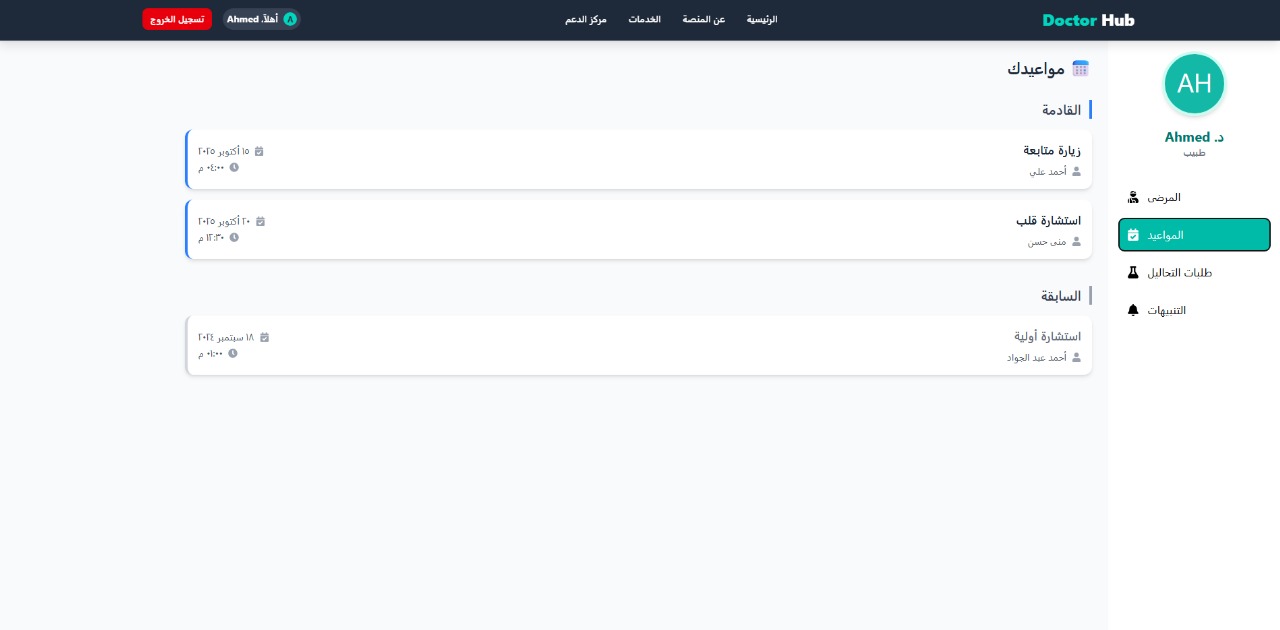 Doctor Hub
الرئيسية
عن المنصة
الخدمات
مركز الدعم
A
أهلاً، Ahmed
تسجيل الخروج
AH
د. Ahmed
طبيب
المرضى
المواعيد
طلبات التحاليل
التنبيهات
مواعيدك
القادمة
زيارة متابعة
أحمد علي
١٥ أكتوبر ٢٠٢٥
٠٤:٠٠ م
استشارة قلب
منى حسن
٢٠ أكتوبر ٢٠٢٥
١٢:٣٠ م
السابقة
استشارة أولية
أحمد عبد الجواد
١٨ سبتمبر ٢٠٢٤
٠١:٠٠ م